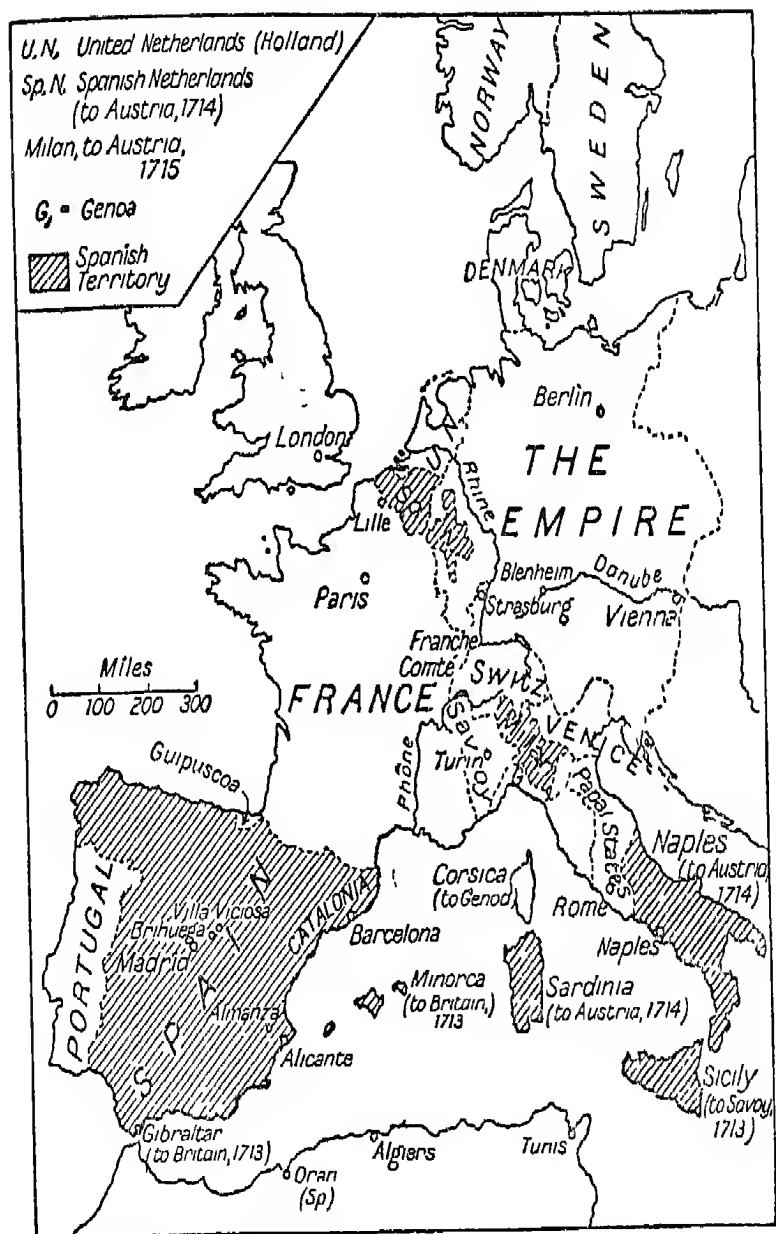 U.N, United Netherlands (Holland)
Sp.N, Spanish Netherlands
(to Austria, 1714)
Milan, to Austria,
1715
G, = Genoa
Spanish
Territory
NORWAY
SWEDEN
DENMARK
Berlin
London
U.N.
Rhine
THE
EMPIRE
Sp.N.
Lille
Blenheim
Danube
Paris
Strasburg
Vienna
Franche
Comte
SWITZ
Miles
0 100 200 300
FRANCE
VENICE
MILAN
Savoy
Turin
Guipuscoa
Rhône
Papal States
Naples
(to Austria,
1714)
Corsica
(to Genoa)
CATALONIA
Villa Viciosa
Brihuega
Madrid
Rome
Barcelona
Naples
PORTUGAL
SPAIN
Minorca
(to Britain,)
1713
Sardinia
(to Austria, 1714)
Almanza
Alicante
Sicily
(to Savoy,
1713)
Gibraltar
(to Britain, 1713)
Algiers
Tunis
Oran
(Sp)